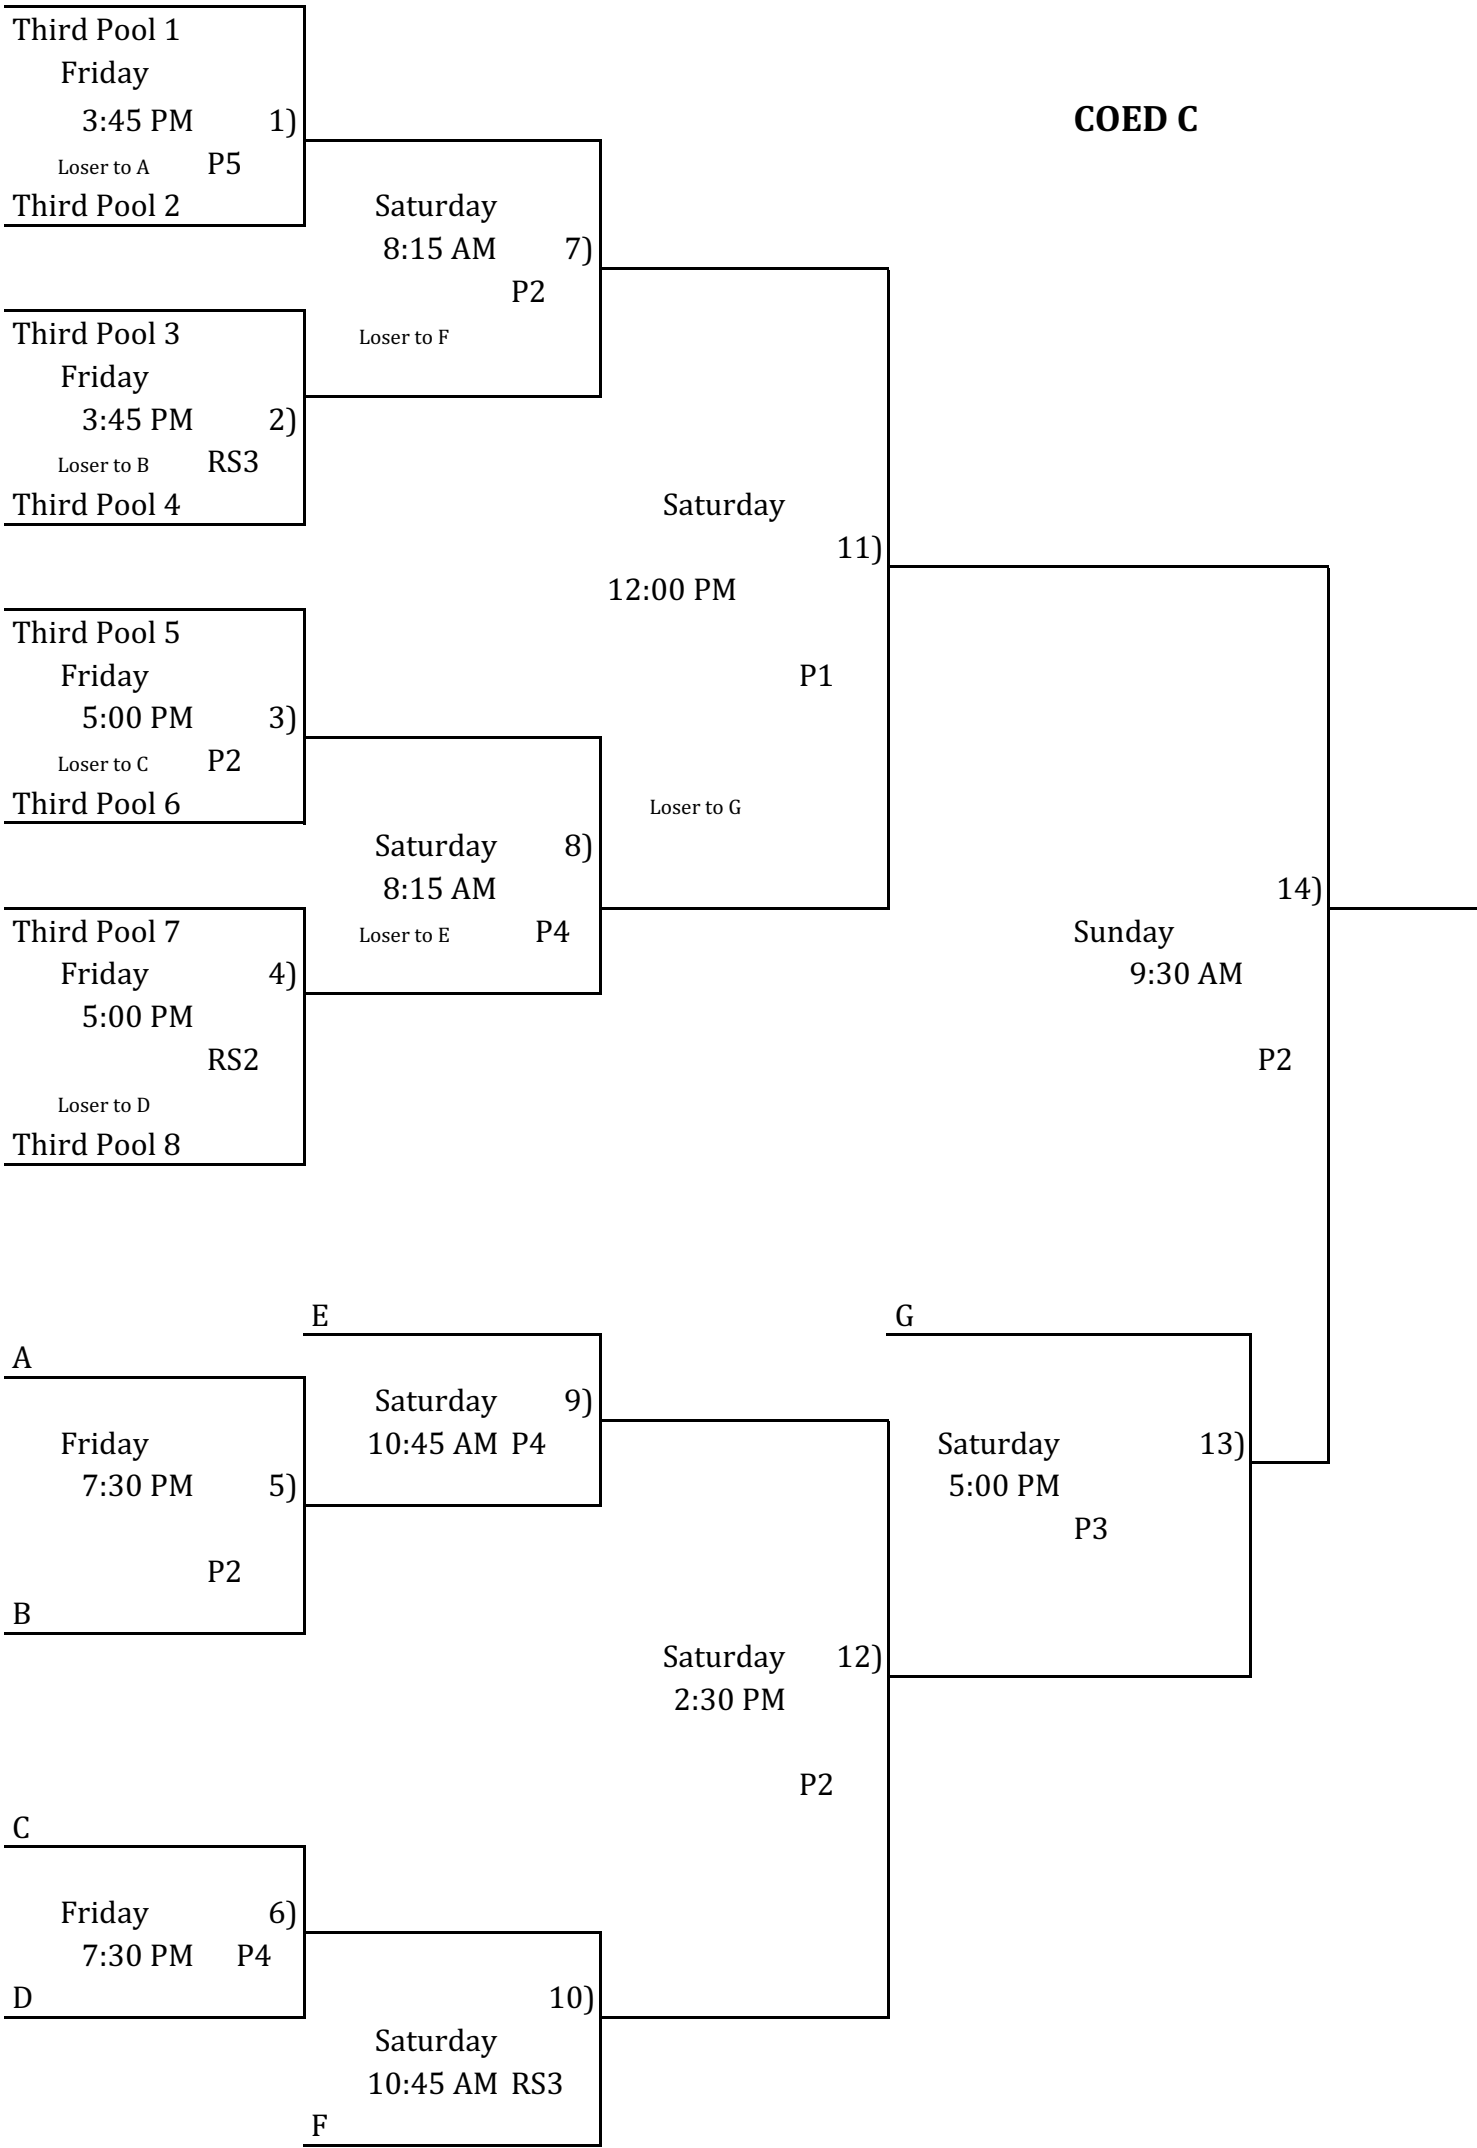 Third Pool 1
Friday
3:45 PM 1)
COED C
Loser to A P5
Third Pool 2
Saturday
8:15 AM 7)
P2
Third Pool 3
Loser to F
Friday
3:45 PM 2)
Loser to B RS3
Third Pool 4
Saturday
11)
12:00 PM
Third Pool 5
Friday
P1
5:00 PM 3)
Loser to C P2
Third Pool 6
Loser to G
Saturday 8)
8:15 AM
14)
Third Pool 7
Loser to E P4
Sunday
Friday 4)
9:30 AM
5:00 PM
RS2
P2
Loser to D
Third Pool 8
E
G
A
Saturday 9)
Friday
10:45 AM P4
Saturday 13)
7:30 PM 5)
5:00 PM
P3
P2
B
Saturday 12)
2:30 PM
P2
C
Friday 6)
7:30 PM P4
D
10)
Saturday
10:45 AM RS3
F